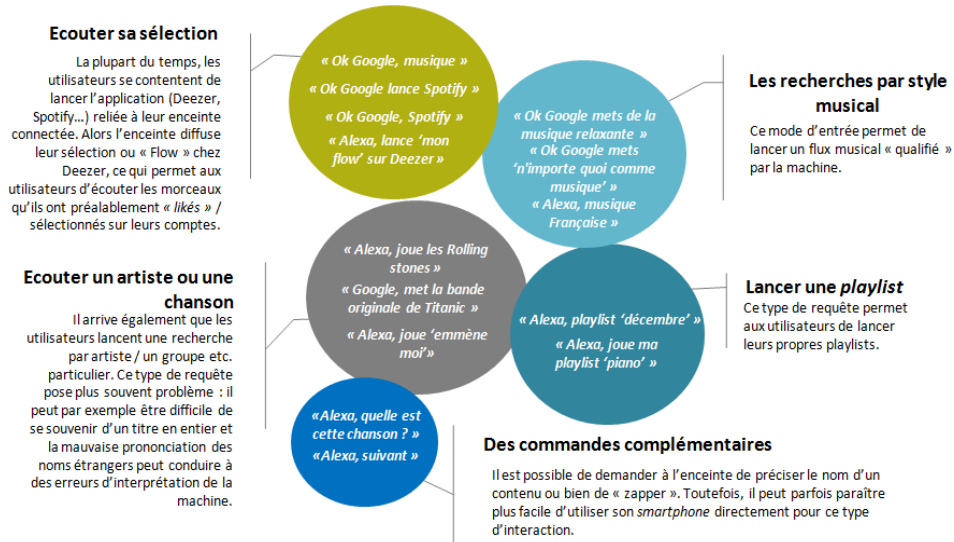 Ecouter sa sélection
La plupart du temps, les
utilisateurs se contentent de
lancer l'application (Deezer,
Spotify…) reliée à leur enceinte
connectée. Alors l'enceinte diffuse
leur sélection ou « Flow » chez
Deezer, ce qui permet aux
utilisateurs d'écouter les morceaux
qu'ils ont préalablement « likés » /
sélectionnés sur leurs comptes.
« Ok Google, musique »
« Ok Google lance Spotify »
« Ok Google, Spotify »
« Alexa, lance 'mon
flow' sur Deezer »
« Ok Google mets de la
musique relaxante »
« Ok Google mets
'n'importe quoi comme
musique' »
« Alexa, musique
Française »
Les recherches par style
musical
Ce mode d'entrée permet de
lancer un flux musical « qualifié »
par la machine.
Ecouter un artiste ou une
chanson
Il arrive également que les
utilisateurs lancent une recherche
par artiste / un groupe etc.
particulier. Ce type de requête
pose plus souvent problème : il
peut par exemple être difficile de
se souvenir d'un titre en entier et
la mauvaise prononciation des
noms étrangers peut conduire à
des erreurs d'interprétation de la
machine.
« Alexa, joue les Rolling
stones »
« Google, met la bande
originale de Titanic »
« Alexa, joue 'emmène
moi'»
« Alexa, playlist 'décembre' »
« Alexa, joue ma
playlist 'piano' »
Lancer une playlist
Ce type de requête permet
aux utilisateurs de lancer
leurs propres playlists.
«Alexa, quelle est
cette chanson ? »
«Alexa, suivant »
Des commandes complémentaires
Il est possible de demander à l'enceinte de préciser le nom d'un
contenu ou bien de « zapper ». Toutefois, il peut parfois paraître
plus facile d'utiliser son smartphone directement pour ce type
d'interaction.